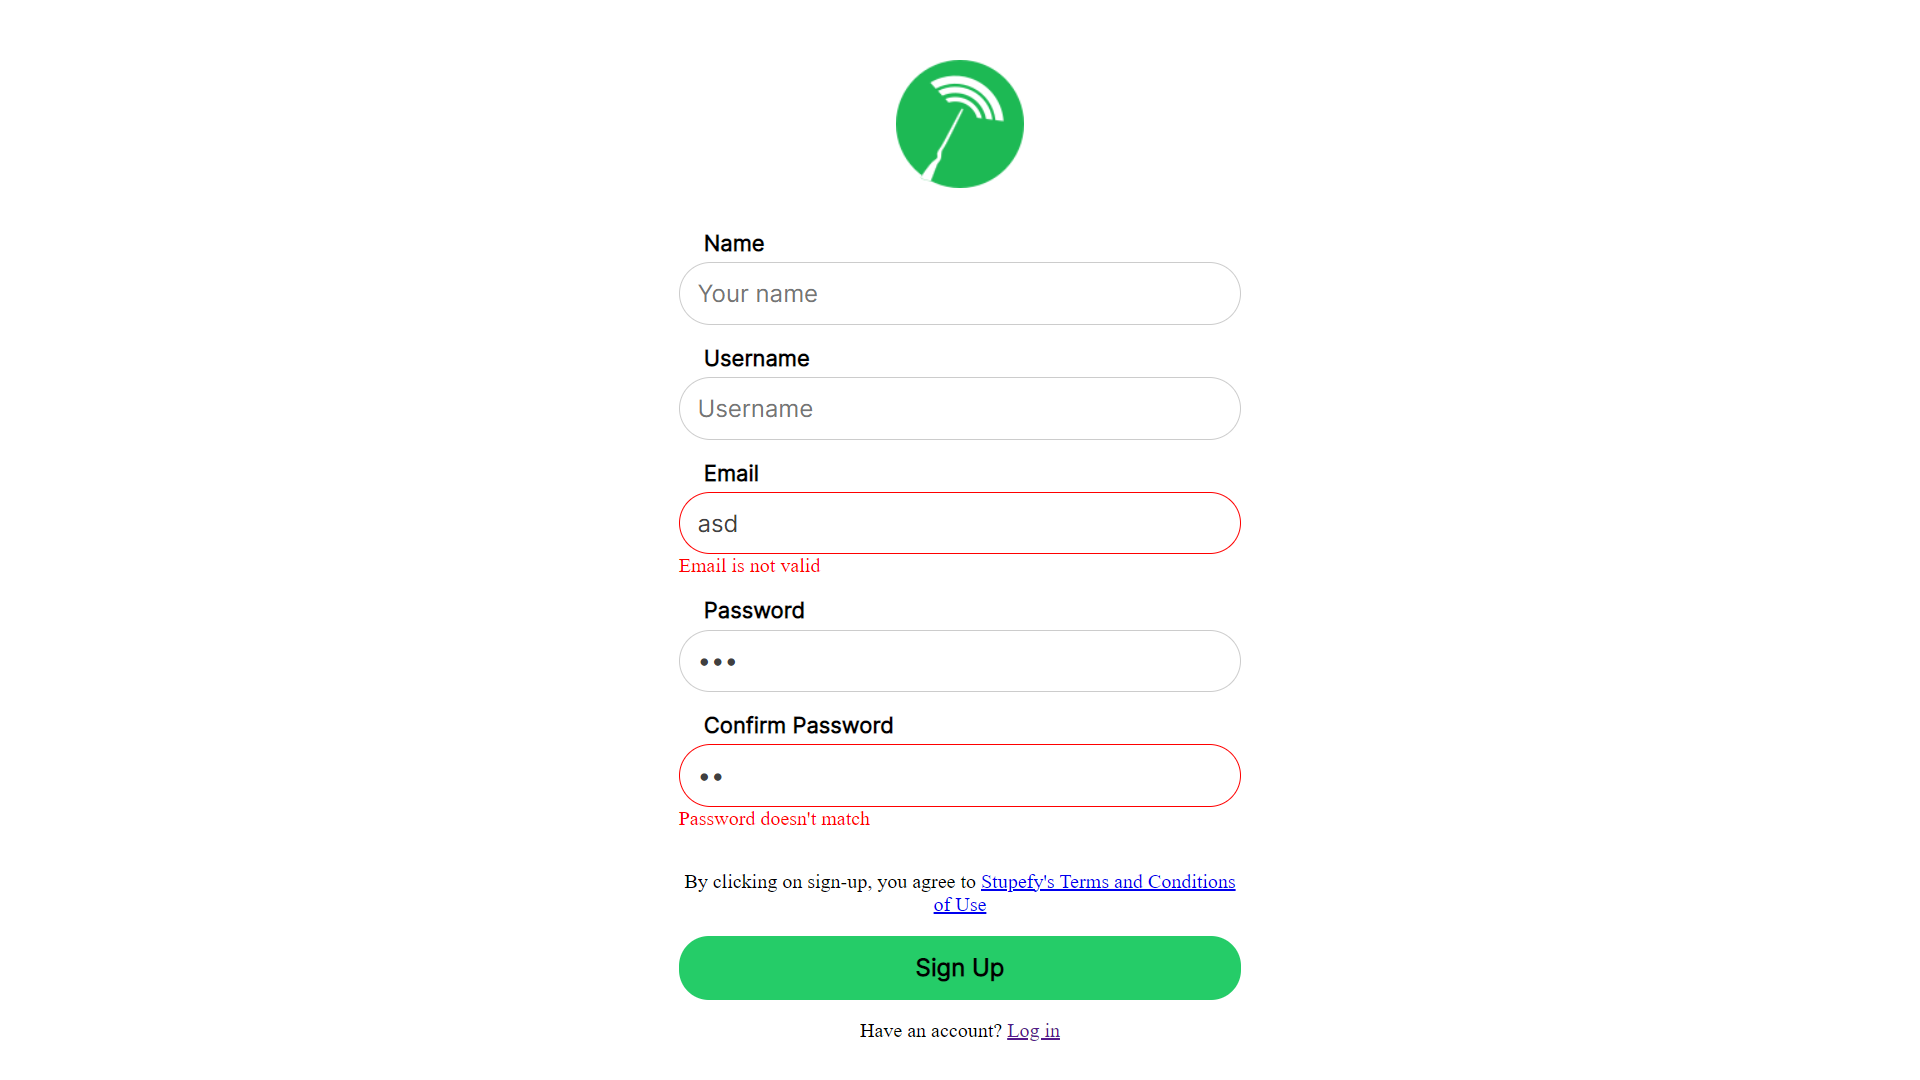 Name
Your name
Username
Username
Email
asd
Email is not valid
Password
•••
Confirm Password
••
Password doesn't match
By clicking on sign-up, you agree to Stupefy's Terms and Conditions
of Use
Sign Up
Have an account? Log in